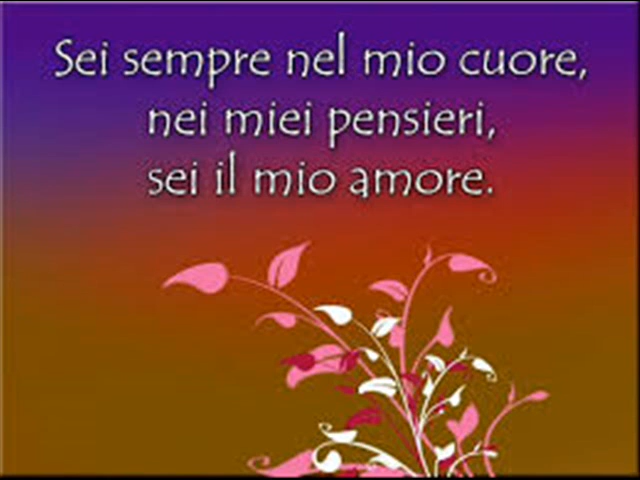 Sei sempre nel mio cuore,
nei miei pensieri,
sei il mio amore.